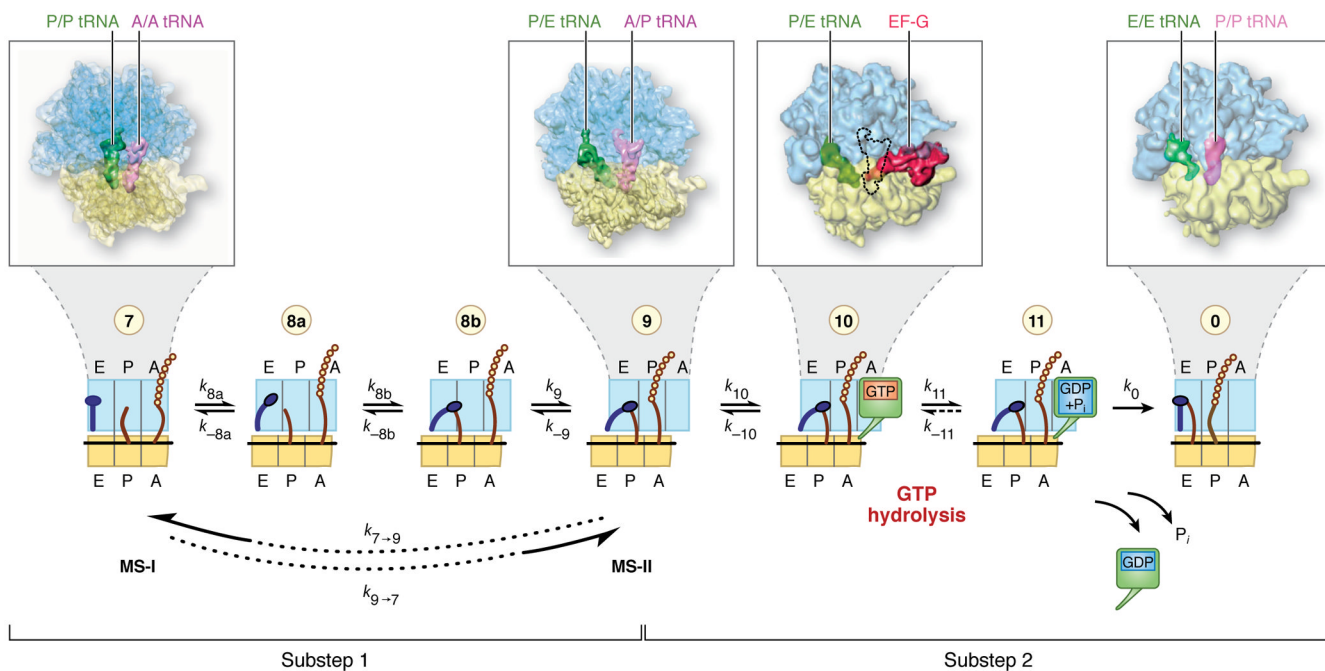 P/P tRNA A/A tRNA
P/E tRNA A/P tRNA
P/E tRNA EF-G
E/E tRNA P/P tRNA
7
8a
8b
9
10
11
0
E P A
E P A
E P A
E P A
E P A
E P A
E P A
k8a
k–8a
k8b
k–8b
k9
k–9
k10
k–10
GTP
k11
k–11
GDP
+Pi
k0
E P A
E P A
E P A
E P A
E P A
E P A
E P A
GTP
hydrolysis
k7→9
MS-I
MS-II
k9→7
Pi
GDP
Substep 1
Substep 2